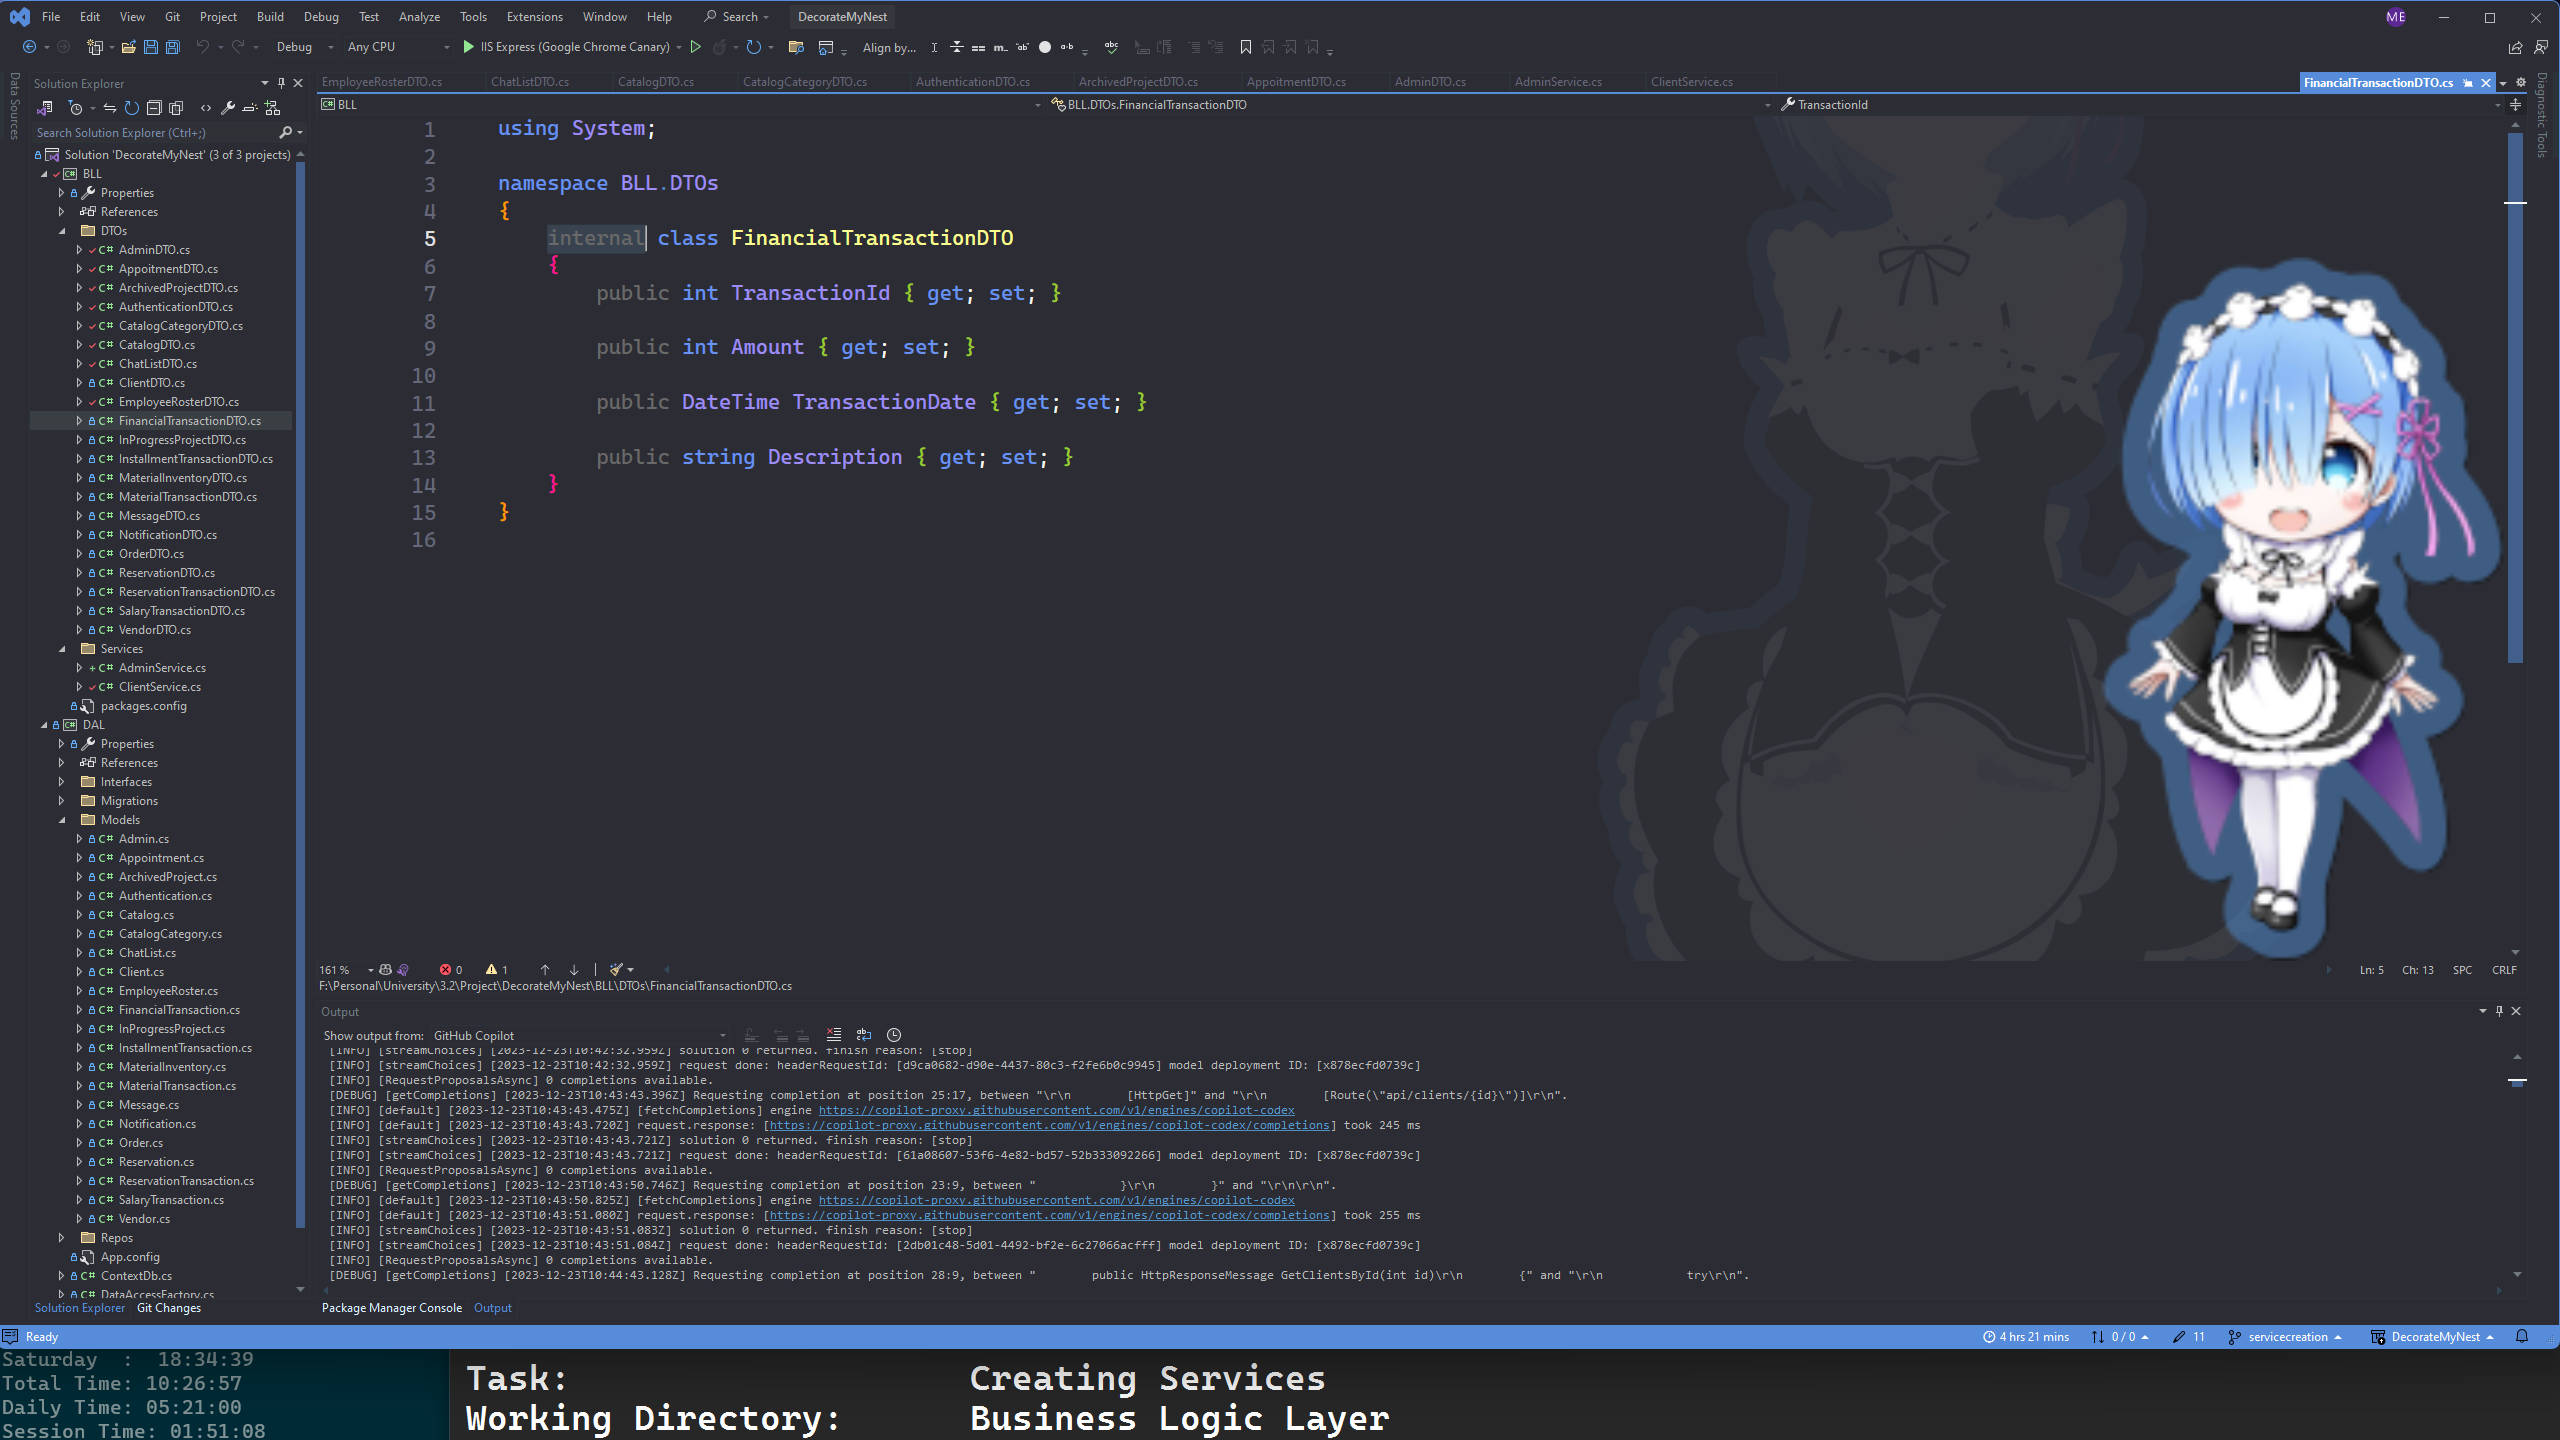 File Edit View Git Project Build Debug Test Analyze Tools Extensions Window Help Search DecorateMyNest ME
Debug Any CPU IIS Express (Google Chrome Canary) Align by...
Data Sources
Solution Explorer
Search Solution Explorer (Ctrl+;)
Solution 'DecorateMyNest' (3 of 3 projects)
BLL
Properties
References
DTOs
C# AdminDTO.cs
C# AppoitmentDTO.cs
C# ArchivedProjectDTO.cs
C# AuthenticationDTO.cs
C# CatalogCategoryDTO.cs
C# CatalogDTO.cs
C# ChatListDTO.cs
C# ClientDTO.cs
C# EmployeeRosterDTO.cs
C# FinancialTransactionDTO.cs
C# InProgressProjectDTO.cs
C# InstallmentTransactionDTO.cs
C# MaterialInventoryDTO.cs
C# MaterialTransactionDTO.cs
C# MessageDTO.cs
C# NotificationDTO.cs
C# OrderDTO.cs
C# ReservationDTO.cs
C# ReservationTransactionDTO.cs
C# SalaryTransactionDTO.cs
C# VendorDTO.cs
Services
C# AdminService.cs
C# ClientService.cs
packages.config
DAL
Properties
References
Interfaces
Migrations
Models
C# Admin.cs
C# Appointment.cs
C# ArchivedProject.cs
C# Authentication.cs
C# Catalog.cs
C# CatalogCategory.cs
C# ChatList.cs
C# Client.cs
C# EmployeeRoster.cs
C# FinancialTransaction.cs
C# InProgressProject.cs
C# InstallmentTransaction.cs
C# MaterialInventory.cs
C# MaterialTransaction.cs
C# Message.cs
C# Notification.cs
C# Order.cs
C# Reservation.cs
C# ReservationTransaction.cs
C# SalaryTransaction.cs
C# Vendor.cs
Repos
App.config
C# ContextDb.cs
C# DataAccessFactory.cs
Solution Explorer Git Changes
EmployeeRosterDTO.cs ChatListDTO.cs CatalogDTO.cs CatalogCategoryDTO.cs AuthenticationDTO.cs ArchivedProjectDTO.cs AppoitmentDTO.cs AdminDTO.cs AdminService.cs ClientService.cs FinancialTransactionDTO.cs
C# BLL BLL.DTOs.FinancialTransactionDTO TransactionId
Diagnostic Tools
1 using System;
2
3 namespace BLL.DTOs
4 {
5 internal class FinancialTransactionDTO
6 {
7 public int TransactionId { get; set; }
8
9 public int Amount { get; set; }
10
11 public DateTime TransactionDate { get; set; }
12
13 public string Description { get; set; }
14 }
15 }
16
161 % 0 1 Ln: 5 Ch: 13 SPC CRLF
F:\Personal\University\3.2\Project\DecorateMyNest\BLL\DTOs\FinancialTransactionDTO.cs
Output
Show output from: GitHub Copilot
[INFO] [streamChoices] [2023-12-23T10:42:32.959Z] solution 0 returned. finish reason: [stop]
[INFO] [streamChoices] [2023-12-23T10:42:32.959Z] request done: headerRequestId: [d9ca0682-d90e-4437-80c3-f2fe6b0c9945] model deployment ID: [x878ecfd0739c]
[INFO] [RequestProposalsAsync] 0 completions available.
[DEBUG] [getCompletions] [2023-12-23T10:43:43.396Z] Requesting completion at position 25:17, between "\r\n [HttpGet]" and "\r\n [Route(\"api/clients/{id}\")]\r\n".
[INFO] [default] [2023-12-23T10:43:43.475Z] [fetchCompletions] engine https://copilot-proxy.githubusercontent.com/v1/engines/copilot-codex
[INFO] [default] [2023-12-23T10:43:43.720Z] request.response: [https://copilot-proxy.githubusercontent.com/v1/engines/copilot-codex/completions] took 245 ms
[INFO] [streamChoices] [2023-12-23T10:43:43.721Z] solution 0 returned. finish reason: [stop]
[INFO] [streamChoices] [2023-12-23T10:43:43.721Z] request done: headerRequestId: [61a08607-53f6-4e82-bd57-52b333092266] model deployment ID: [x878ecfd0739c]
[INFO] [RequestProposalsAsync] 0 completions available.
[DEBUG] [getCompletions] [2023-12-23T10:43:50.746Z] Requesting completion at position 23:9, between " }\r\n }" and "\r\n\r\n".
[INFO] [default] [2023-12-23T10:43:50.825Z] [fetchCompletions] engine https://copilot-proxy.githubusercontent.com/v1/engines/copilot-codex
[INFO] [default] [2023-12-23T10:43:51.080Z] request.response: [https://copilot-proxy.githubusercontent.com/v1/engines/copilot-codex/completions] took 255 ms
[INFO] [streamChoices] [2023-12-23T10:43:51.083Z] solution 0 returned. finish reason: [stop]
[INFO] [streamChoices] [2023-12-23T10:43:51.084Z] request done: headerRequestId: [2db01c48-5d01-4492-bf2e-6c27066acfff] model deployment ID: [x878ecfd0739c]
[INFO] [RequestProposalsAsync] 0 completions available.
[DEBUG] [getCompletions] [2023-12-23T10:44:43.128Z] Requesting completion at position 28:9, between " public HttpResponseMessage GetClientsById(int id)\r\n {" and "\r\n try\r\n".
Package Manager Console Output
Ready 4 hrs 21 mins 0 / 0 11 servicecreation DecorateMyNest
Saturday : 18:34:39
Total Time: 10:26:57
Daily Time: 05:21:00
Session Time: 01:51:08
Task: Creating Services
Working Directory: Business Logic Layer